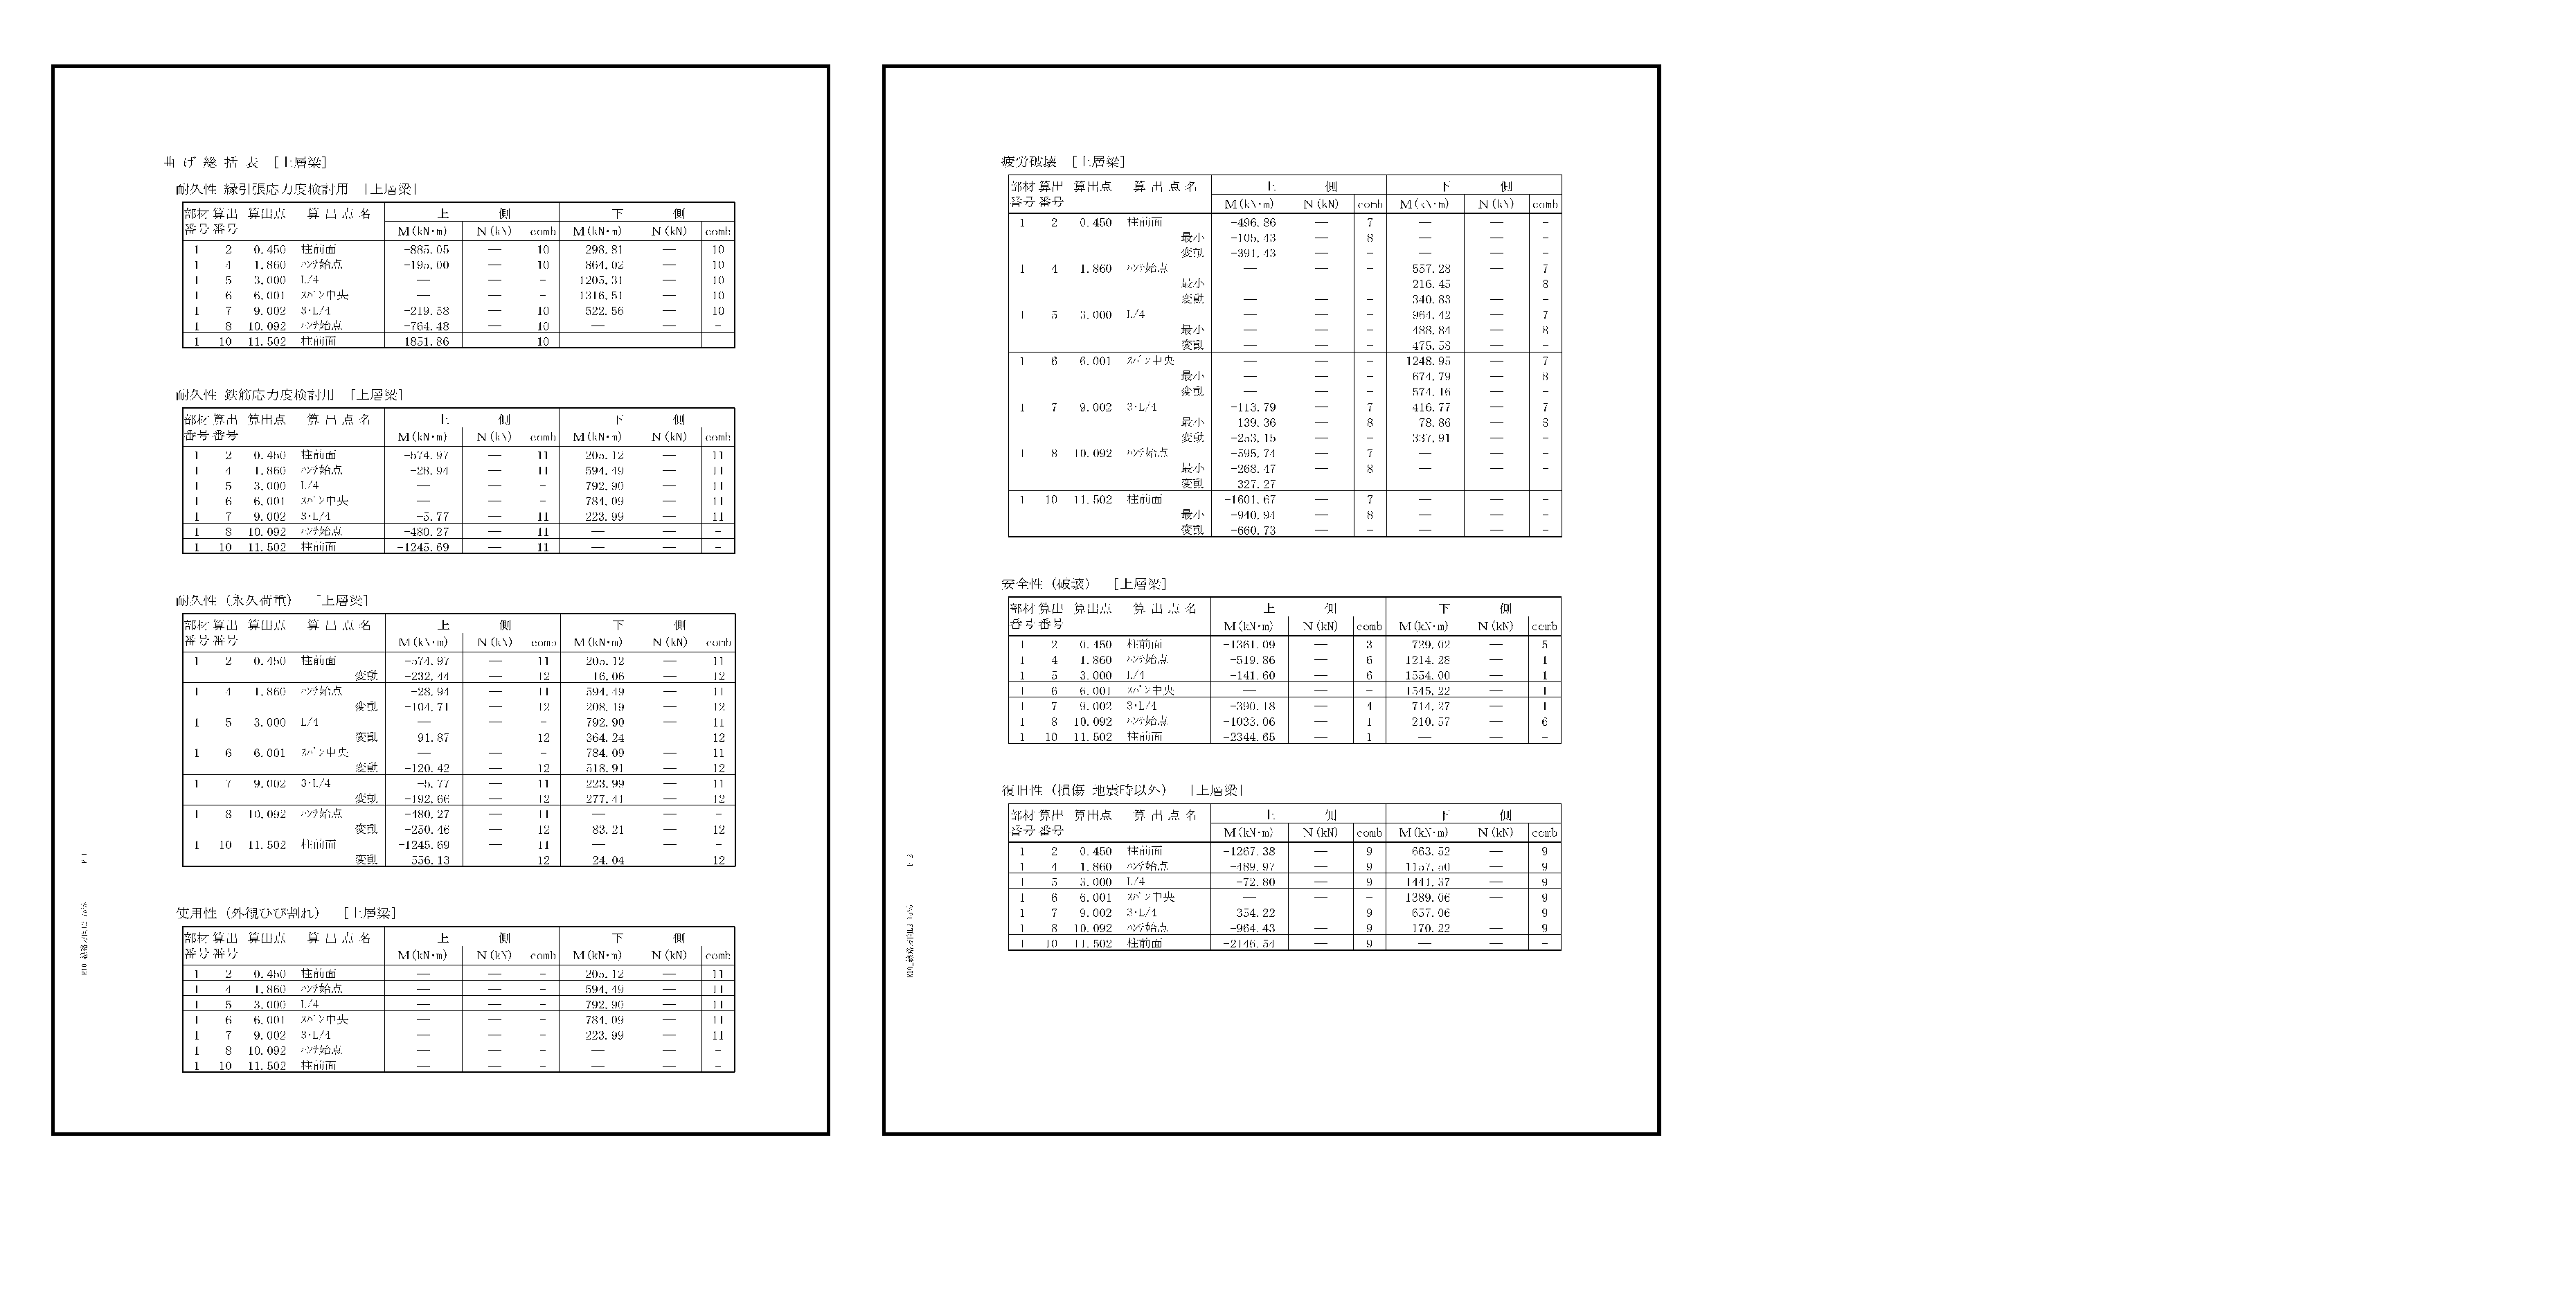 曲 げ 総 括 表 [上層梁]
耐久性 縁引張応力度検討用 [上層梁]
部材 算出 算出点 算 出 点 名 上 側 下 側
番号 番号 M(kN・m) N(kN) comb M(kN・m) N(kN) comb
1 2 0.450 柱前面 -885.05 — 10 298.81 — 10
1 4 1.860 ﾊﾝﾁ始点 -195.00 — 10 864.02 — 10
1 5 3.000 L/4 — — - 1205.31 — 10
1 6 6.001 ｽﾊﾟﾝ中央 — — - 1316.51 — 10
1 7 9.002 3・L/4 -219.58 — 10 522.56 — 10
1 8 10.092 ﾊﾝﾁ始点 -764.48 — 10 — — -
1 10 11.502 柱前面 1851.86 10
耐久性 鉄筋応力度検討用 [上層梁]
部材 算出 算出点 算 出 点 名 上 側 下 側
番号 番号 M(kN・m) N(kN) comb M(kN・m) N(kN) comb
1 2 0.450 柱前面 -574.97 — 11 205.12 — 11
1 4 1.860 ﾊﾝﾁ始点 -28.94 — 11 594.49 — 11
1 5 3.000 L/4 — — - 792.90 — 11
1 6 6.001 ｽﾊﾟﾝ中央 — — - 784.09 — 11
1 7 9.002 3・L/4 -5.77 — 11 223.99 — 11
1 8 10.092 ﾊﾝﾁ始点 -480.27 — 11 — — -
1 10 11.502 柱前面 -1245.69 — 11 — — -
耐久性 (永久荷重) [上層梁]
部材 算出 算出点 算 出 点 名 上 側 下 側
番号 番号 M(kN・m) N(kN) comb M(kN・m) N(kN) comb
1 2 0.450 柱前面 -574.97 — 11 205.12 — 11
変動 -232.44 — 12 16.06 — 12
1 4 1.860 ﾊﾝﾁ始点 -28.94 — 11 594.49 — 11
変動 -104.71 — 12 208.19 — 12
1 5 3.000 L/4 — — - 792.90 — 11
変動 91.87 12 364.24 12
1 6 6.001 ｽﾊﾟﾝ中央 — — - 784.09 — 11
変動 -120.42 — 12 518.91 — 12
1 7 9.002 3・L/4 -5.77 — 11 223.99 — 11
変動 -192.66 — 12 277.41 — 12
1 8 10.092 ﾊﾝﾁ始点 -480.27 — 11 — — -
変動 -250.46 — 12 83.21 — 12
1 10 11.502 柱前面 -1245.69 — 11 — — -
変動 556.13 12 24.04 12
使用性 (外観ひび割れ) [上層梁]
部材 算出 算出点 算 出 点 名 上 側 下 側
番号 番号 M(kN・m) N(kN) comb M(kN・m) N(kN) comb
1 2 0.450 柱前面 — — - 205.12 — 11
1 4 1.860 ﾊﾝﾁ始点 — — - 594.49 — 11
1 5 3.000 L/4 — — - 792.90 — 11
1 6 6.001 ｽﾊﾟﾝ中央 — — - 784.09 — 11
1 7 9.002 3・L/4 — — - 223.99 — 11
1 8 10.092 ﾊﾝﾁ始点 — — - — — -
1 10 11.502 柱前面 — — - — — -
疲労破壊 [上層梁]
部材 算出 算出点 算 出 点 名 上 側 下 側
番号 番号 M(kN・m) N(kN) comb M(kN・m) N(kN) comb
1 2 0.450 柱前面 -496.86 — 7 — — -
最小 -105.43 — 8 — — -
変動 -391.43 — - — — -
1 4 1.860 ﾊﾝﾁ始点 — — - 557.28 — 7
最小 216.45 8
変動 — — - 340.83 — -
1 5 3.000 L/4 — — - 964.42 — 7
最小 — — - 488.84 — 8
変動 — — - 475.58 — -
1 6 6.001 ｽﾊﾟﾝ中央 — — - 1248.95 — 7
最小 — — - 674.79 — 8
変動 — — - 574.16 — -
1 7 9.002 3・L/4 -113.79 — 7 416.77 — 7
最小 139.36 — 8 78.86 — 8
変動 -253.15 — - 337.91 — -
1 8 10.092 ﾊﾝﾁ始点 -595.74 — 7 — — -
最小 -268.47 — 8 — — -
変動 327.27
1 10 11.502 柱前面 -1601.67 — 7 — — -
最小 -940.94 — 8 — — -
変動 -660.73 — - — — -
安全性 (破壊) [上層梁]
部材 算出 算出点 算 出 点 名 上 側 下 側
番号 番号 M(kN・m) N(kN) comb M(kN・m) N(kN) comb
1 2 0.450 柱前面 -1361.09 — 3 729.02 — 5
1 4 1.860 ﾊﾝﾁ始点 -519.86 — 6 1214.28 — 1
1 5 3.000 L/4 -141.60 — 6 1554.00 — 1
1 6 6.001 ｽﾊﾟﾝ中央 — — - 1545.22 — 1
1 7 9.002 3・L/4 -390.18 — 4 714.27 — 1
1 8 10.092 ﾊﾝﾁ始点 -1033.06 — 1 210.57 — 6
1 10 11.502 柱前面 -2344.65 — 1 — — -
復旧性 (損傷 地震時以外) [上層梁]
部材 算出 算出点 算 出 点 名 上 側 下 側
番号 番号 M(kN・m) N(kN) comb M(kN・m) N(kN) comb
1 2 0.450 柱前面 -1267.38 — 9 663.52 — 9
1 4 1.860 ﾊﾝﾁ始点 -489.97 — 9 1157.50 — 9
1 5 3.000 L/4 -72.80 — 9 1441.37 — 9
1 6 6.001 ｽﾊﾟﾝ中央 — — - 1389.06 — 9
1 7 9.002 3・L/4 354.22 9 657.06 9
1 8 10.092 ﾊﾝﾁ始点 -964.43 — 9 170.22 — 9
1 10 11.502 柱前面 -2146.54 — 9 — — -